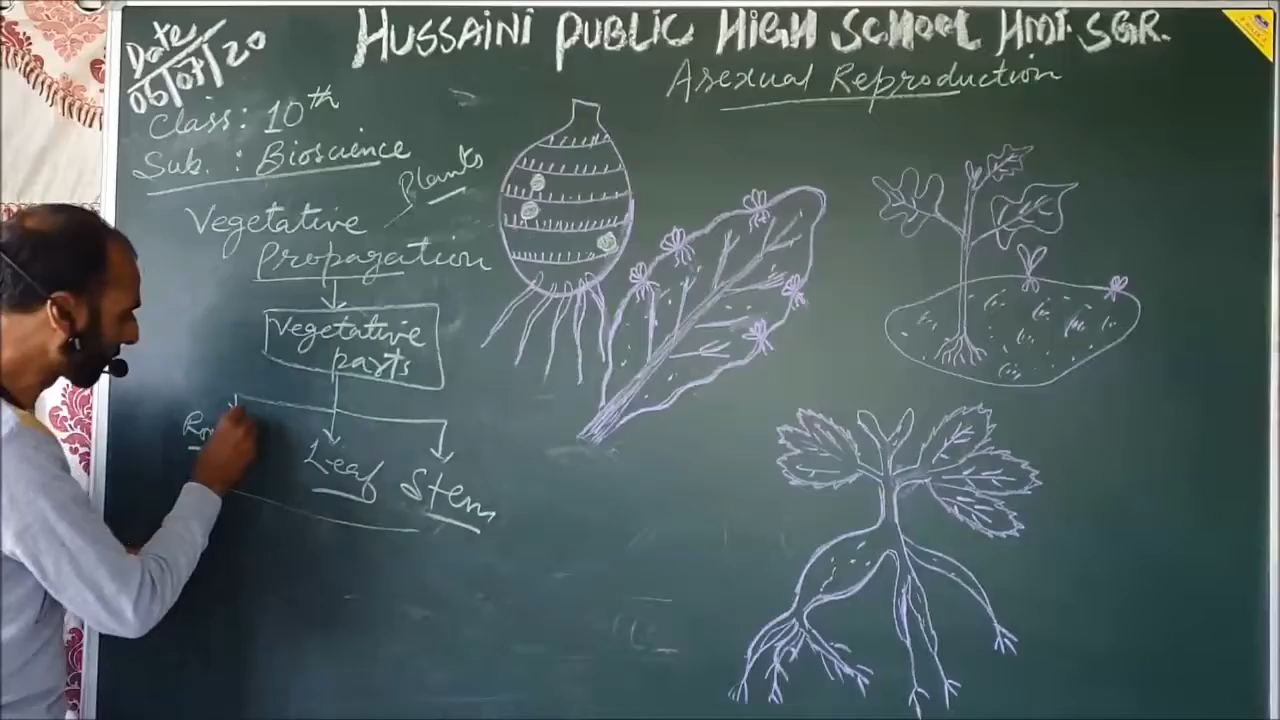 HUSSAINI PUBLIC HIGH SCHOOL HMT. SGR.
Date
06/07/20
Asexual Reproduction
Class: 10th
Sub. : Bioscience
Plants
Vegetative
Propagation
Vegetative
parts
Leaf
Stem